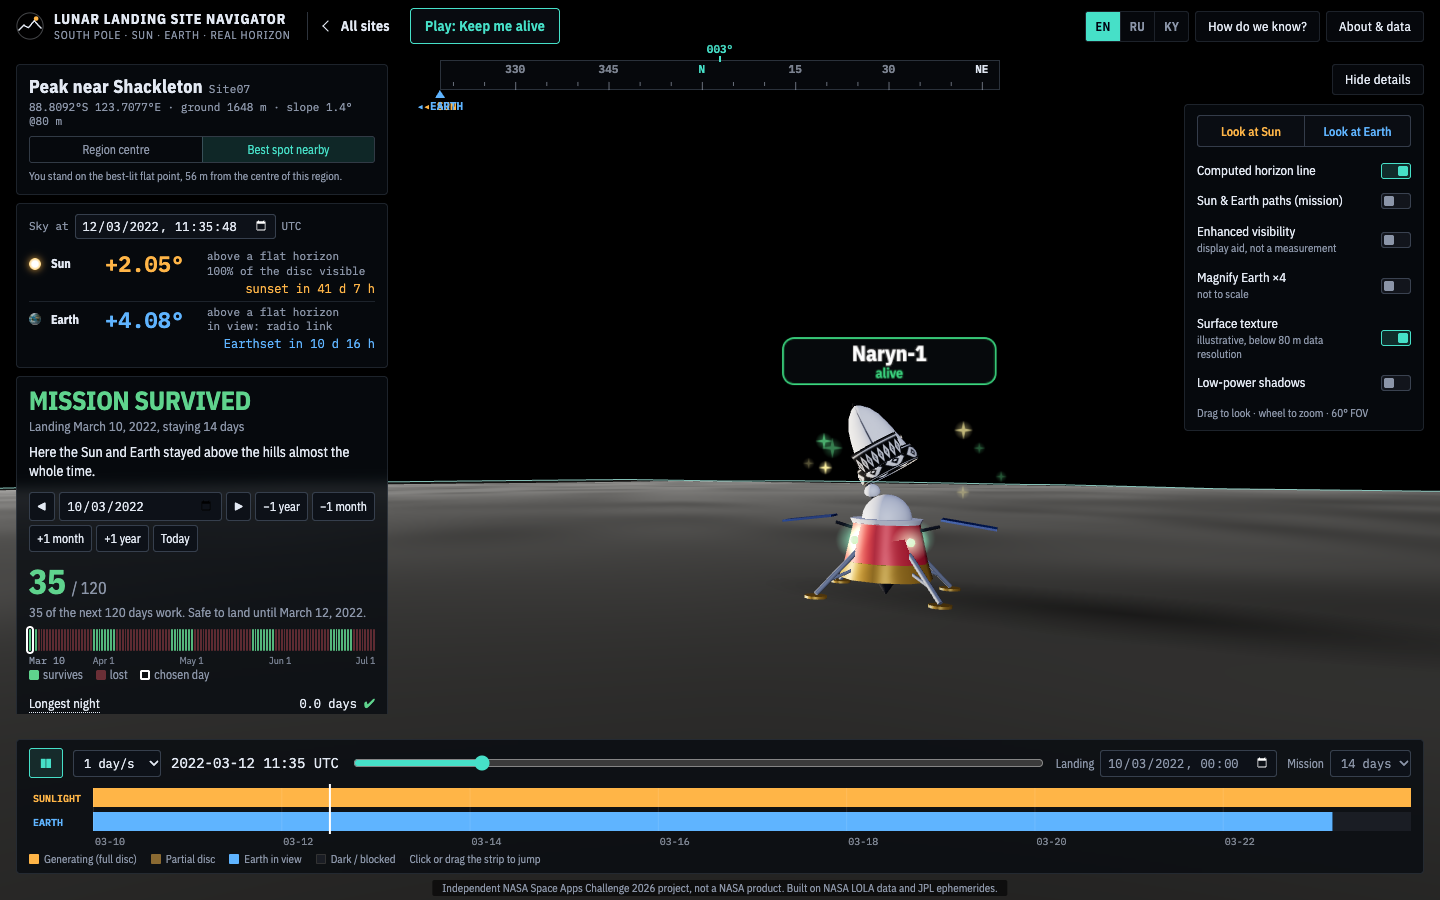 LUNAR LANDING SITE NAVIGATOR
SOUTH POLE · SUN · EARTH · REAL HORIZON
All sites
Play: Keep me alive
EN
RU
KY
How do we know?
About & data
003°
330
345
N
15
30
NE
Hide details
Peak near Shackleton Site07
88.8092°S 123.7077°E · ground 1648 m · slope 1.4°
@80 m
Region centre
Best spot nearby
You stand on the best-lit flat point, 56 m from the centre of this region.
Sky at 12/03/2022, 11:35:48 UTC
Sun
+2.05°
above a flat horizon
100% of the disc visible
sunset in 41 d 7 h
Earth
+4.08°
above a flat horizon
in view: radio link
Earthset in 10 d 16 h
Look at Sun
Look at Earth
Computed horizon line
Sun & Earth paths (mission)
Enhanced visibility
display aid, not a measurement
Magnify Earth ×4
not to scale
Surface texture
illustrative, below 80 m data
resolution
Low-power shadows
Drag to look · wheel to zoom · 60° FOV
Naryn-1
alive
MISSION SURVIVED
Landing March 10, 2022, staying 14 days
Here the Sun and Earth stayed above the hills almost the
whole time.
10/03/2022
−1 year
−1 month
+1 month
+1 year
Today
35 / 120
35 of the next 120 days work. Safe to land until March 12, 2022.
Mar 10
Apr 1
May 1
Jun 1
Jul 1
survives
lost
chosen day
Longest night
0.0 days ✔
1 day/s
2022-03-12 11:35 UTC
Landing
10/03/2022, 00:00
Mission
14 days
SUNLIGHT
EARTH
03-10
03-12
03-14
03-16
03-18
03-20
03-22
Generating (full disc)
Partial disc
Earth in view
Dark / blocked
Click or drag the strip to jump
Independent NASA Space Apps Challenge 2026 project, not a NASA product. Built on NASA LOLA data and JPL ephemerides.